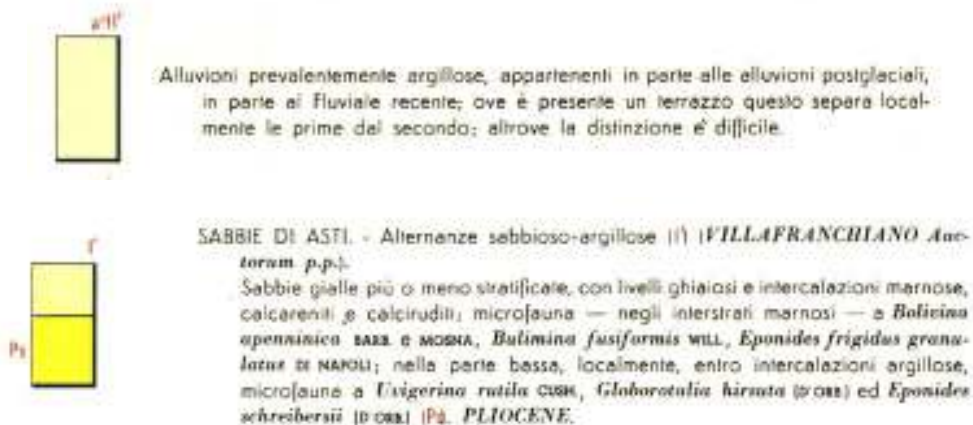 Alluvioni prevalentemente argillose, appartenenti in parte alle alluvioni postglaciali,
in parte al Fluviale recente; ove è presente un terrazzo questo separa local-
mente le prime dal secondo; altrove la distinzione è difficile.
SABBIE DI ASTI. - Alternanze sabbioso-argillose (VILLAFRANCHIANO Auc-
torum p.p.).
Sabbie gialle più o meno stratificate, con livelli ghiaiosi e intercalazioni marnose,
calcareniti e calciruditi; microfauna — negli interstrati marnosi — a Bolivina
apenninica BARB. e MOSNA, Bulimina fusiformis WILL, Eponides frigidus granu-
latus DI NAPOLI; nella parte bassa, localmente, entro intercalazioni argillose,
microfauna a Uvigerina rutila CUSH, Globorotalia hirsuta (D'ORB.) ed Eponides
schreibersii (D'ORB.) PLIOCENE.